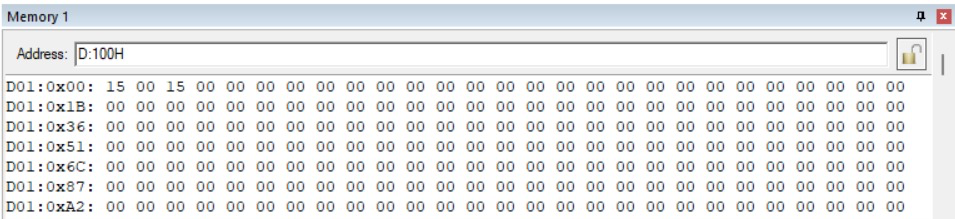 Memory 1
Address: D:100H
D01:0x00: 15 00 15 00 00 00 00 00 00 00 00 00 00 00 00 00 00 00 00 00 00 00 00 00 00 00 00
D01:0x1B: 00 00 00 00 00 00 00 00 00 00 00 00 00 00 00 00 00 00 00 00 00 00 00 00 00 00 00
D01:0x36: 00 00 00 00 00 00 00 00 00 00 00 00 00 00 00 00 00 00 00 00 00 00 00 00 00 00 00
D01:0x51: 00 00 00 00 00 00 00 00 00 00 00 00 00 00 00 00 00 00 00 00 00 00 00 00 00 00 00
D01:0x6C: 00 00 00 00 00 00 00 00 00 00 00 00 00 00 00 00 00 00 00 00 00 00 00 00 00 00 00
D01:0x87: 00 00 00 00 00 00 00 00 00 00 00 00 00 00 00 00 00 00 00 00 00 00 00 00 00 00 00
D01:0xA2: 00 00 00 00 00 00 00 00 00 00 00 00 00 00 00 00 00 00 00 00 00 00 00 00 00 00 00